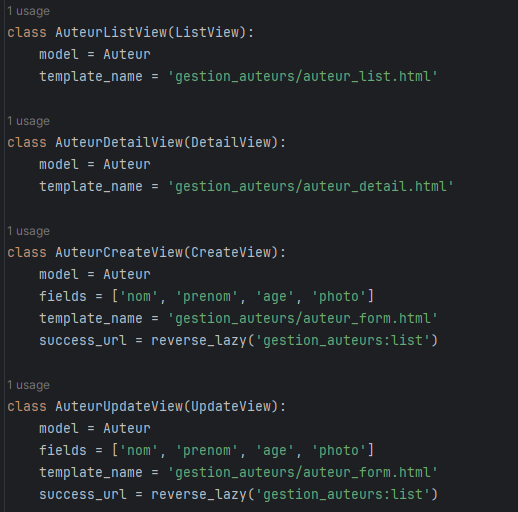 1 usage
class AuteurListView(ListView):
    model = Auteur
    template_name = 'gestion_auteurs/auteur_list.html'
1 usage
class AuteurDetailView(DetailView):
    model = Auteur
    template_name = 'gestion_auteurs/auteur_detail.html'
1 usage
class AuteurCreateView(CreateView):
    model = Auteur
    fields = ['nom', 'prenom', 'age', 'photo']
    template_name = 'gestion_auteurs/auteur_form.html'
    success_url = reverse_lazy('gestion_auteurs:list')
1 usage
class AuteurUpdateView(UpdateView):
    model = Auteur
    fields = ['nom', 'prenom', 'age', 'photo']
    template_name = 'gestion_auteurs/auteur_form.html'
    success_url = reverse_lazy('gestion_auteurs:list')